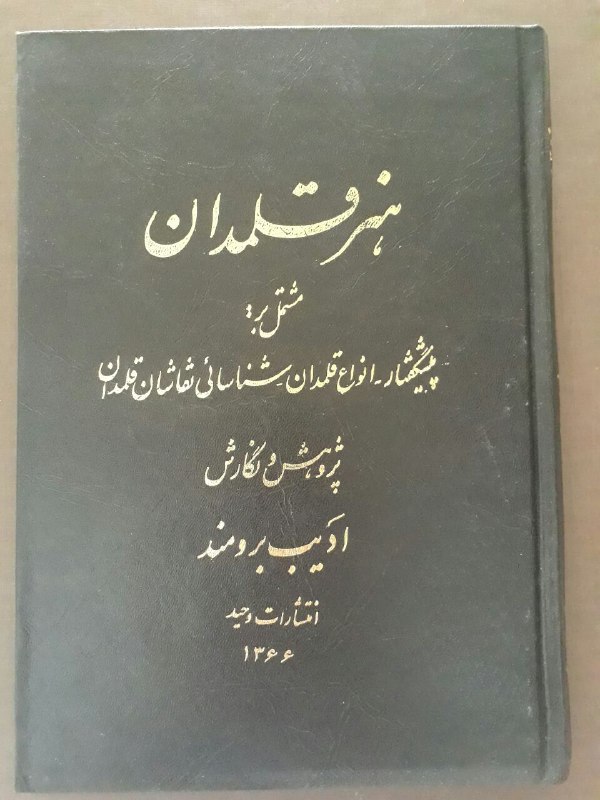 هنر قلمدان
مشتمل بر:
پیشگفتار - انواع قلمدان - شناسائی نقاشان قلمدان
پژوهش و نگارش
ادیب برومند
انتشارات وحید
۱۳۶۶